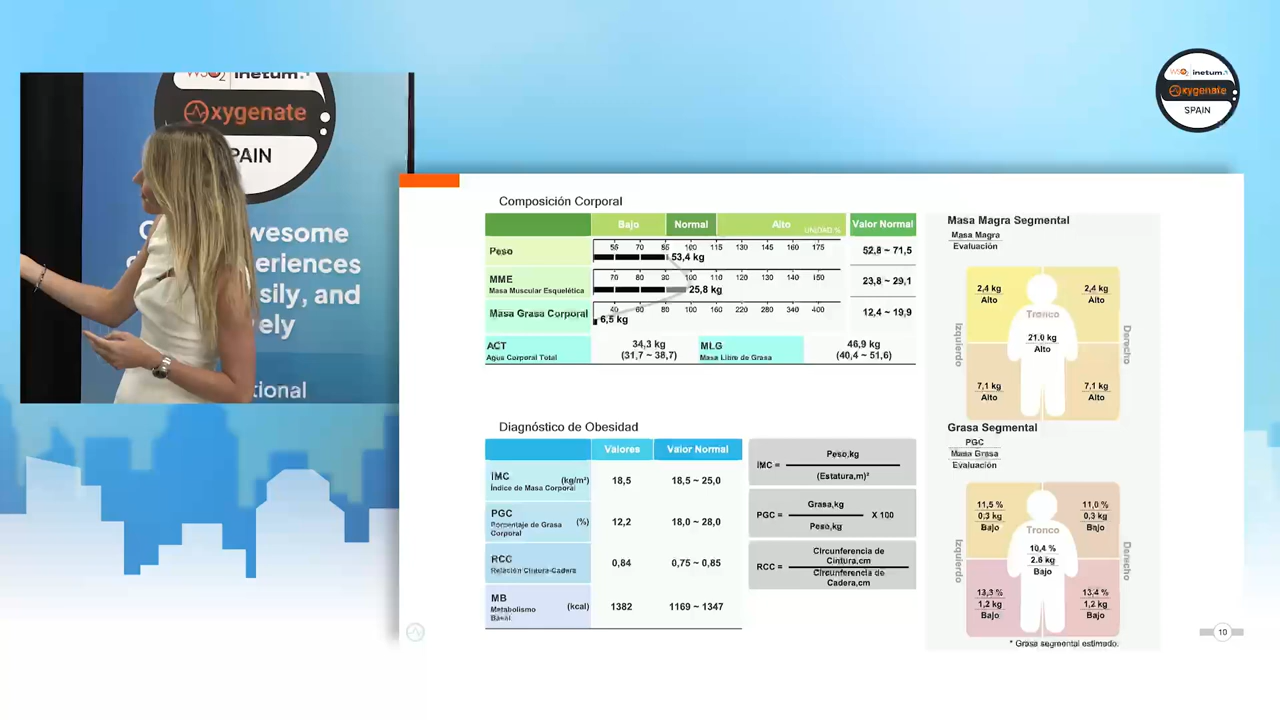 WSO2 inetum.
Oxygenate
SPAIN
WSO2 inetum.
Oxygenate
SPAIN
awesome
eriences
sily, and
ely
tional
Composición Corporal
Bajo Normal Alto UNIDAD % Valor Normal
Peso 55 70 85 100 115 130 145 160 175 52,8 ~ 71,5
53,4 kg
MME 70 80 90 100 110 120 130 140 150 23,8 ~ 29,1
Masa Muscular Esquelética 25,8 kg
Masa Grasa Corporal 40 60 80 100 160 220 280 340 400 12,4 ~ 19,9
6,5 kg
ACT 34,3 kg MLG 46,9 kg
Agua Corporal Total (31,7 ~ 38,7) Masa Libre de Grasa (40,4 ~ 51,6)
Masa Magra Segmental
Masa Magra
Evaluación
2,4 kg 2,4 kg
Alto Alto
Tronco
21,0 kg
Alto
Izquierdo Derecho
7,1 kg 7,1 kg
Alto Alto
Diagnóstico de Obesidad
Valores Valor Normal
IMC (kg/m²) 18,5 18,5 ~ 25,0
Índice de Masa Corporal
PGC (%) 12,2 18,0 ~ 28,0
Porcentaje de Grasa
Corporal
RCC 0,84 0,75 ~ 0,85
Relación Cintura-Cadera
MB (kcal) 1382 1169 ~ 1347
Metabolismo
Basal
IMC = Peso,kg
(Estatura,m)²
PGC = Grasa,kg X 100
Peso,kg
RCC = Circunferencia de
Cintura,cm
Circunferencia de
Cadera,cm
Grasa Segmental
PGC
Masa Grasa
Evaluación
11,5 % 11,0 %
0,3 kg 0,3 kg
Bajo Bajo
Tronco
10,4 %
2,6 kg
Bajo
Izquierdo Derecho
13,3 % 13,4 %
1,2 kg 1,2 kg
Bajo Bajo
* Grasa segmental estimado.
10